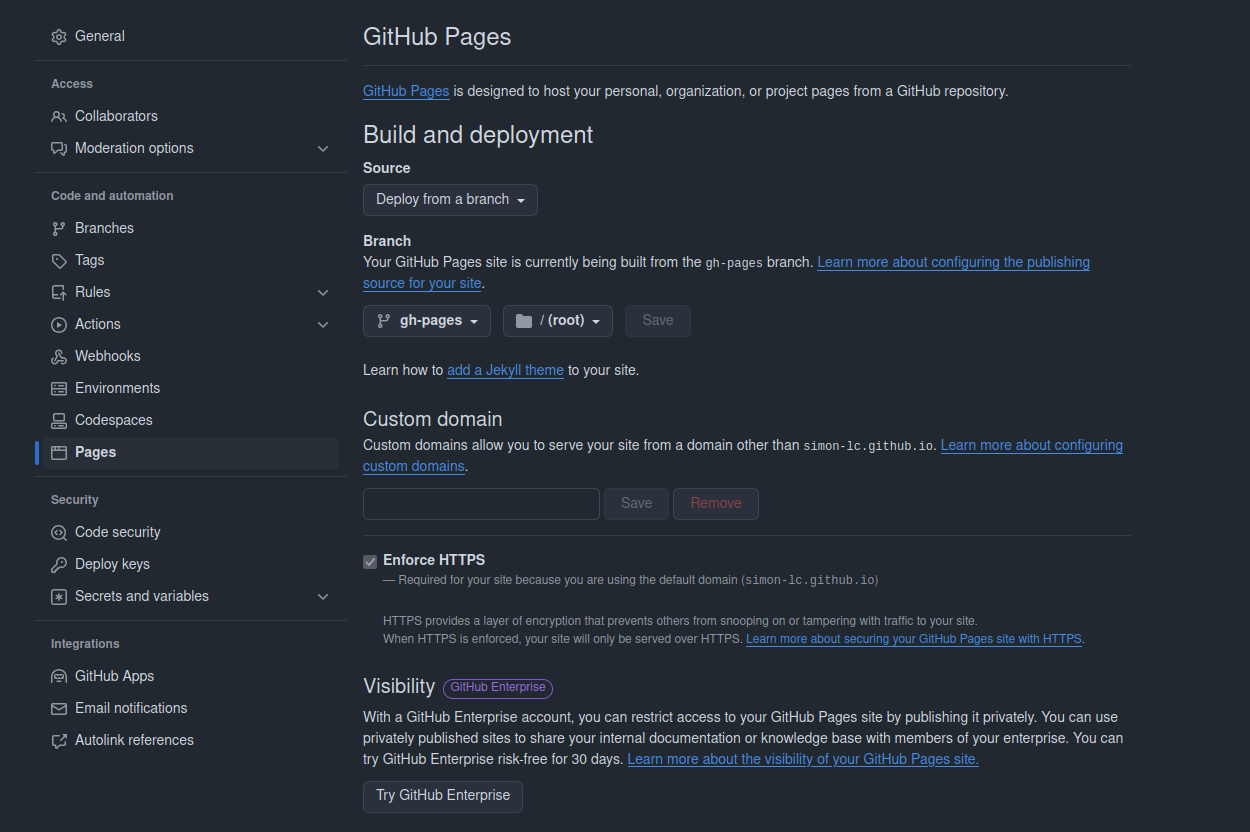 General
Access
Collaborators
Moderation options
Code and automation
Branches
Tags
Rules
Actions
Webhooks
Environments
Codespaces
Pages
Security
Code security
Deploy keys
Secrets and variables
Integrations
GitHub Apps
Email notifications
Autolink references
GitHub Pages
GitHub Pages is designed to host your personal, organization, or project pages from a GitHub repository.
Build and deployment
Source
Deploy from a branch
Branch
Your GitHub Pages site is currently being built from the gh-pages branch. Learn more about configuring the publishing
source for your site.
gh-pages / (root) Save
Learn how to add a Jekyll theme to your site.
Custom domain
Custom domains allow you to serve your site from a domain other than simon-lc.github.io. Learn more about configuring
custom domains.
Save Remove
Enforce HTTPS
— Required for your site because you are using the default domain (simon-lc.github.io)
HTTPS provides a layer of encryption that prevents others from snooping on or tampering with traffic to your site.
When HTTPS is enforced, your site will only be served over HTTPS. Learn more about securing your GitHub Pages site with HTTPS.
Visibility GitHub Enterprise
With a GitHub Enterprise account, you can restrict access to your GitHub Pages site by publishing it privately. You can use
privately published sites to share your internal documentation or knowledge base with members of your enterprise. You can
try GitHub Enterprise risk-free for 30 days. Learn more about the visibility of your GitHub Pages site.
Try GitHub Enterprise